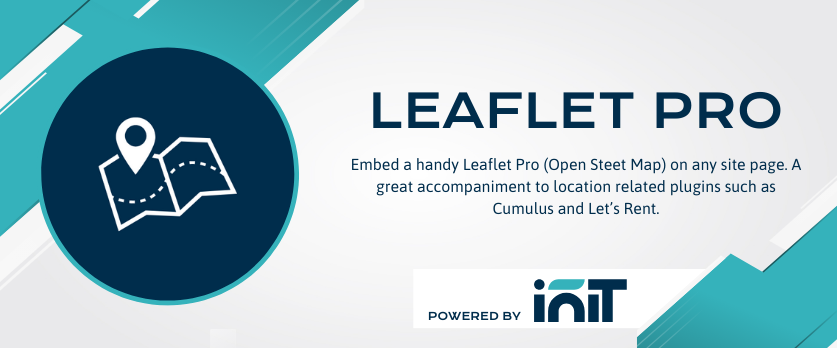 LEAFLET PRO
Embed a handy Leaflet Pro (Open Steet Map) on any site page. A
great accompaniment to location related plugins such as
Cumulus and Let's Rent.
POWERED BY iniT